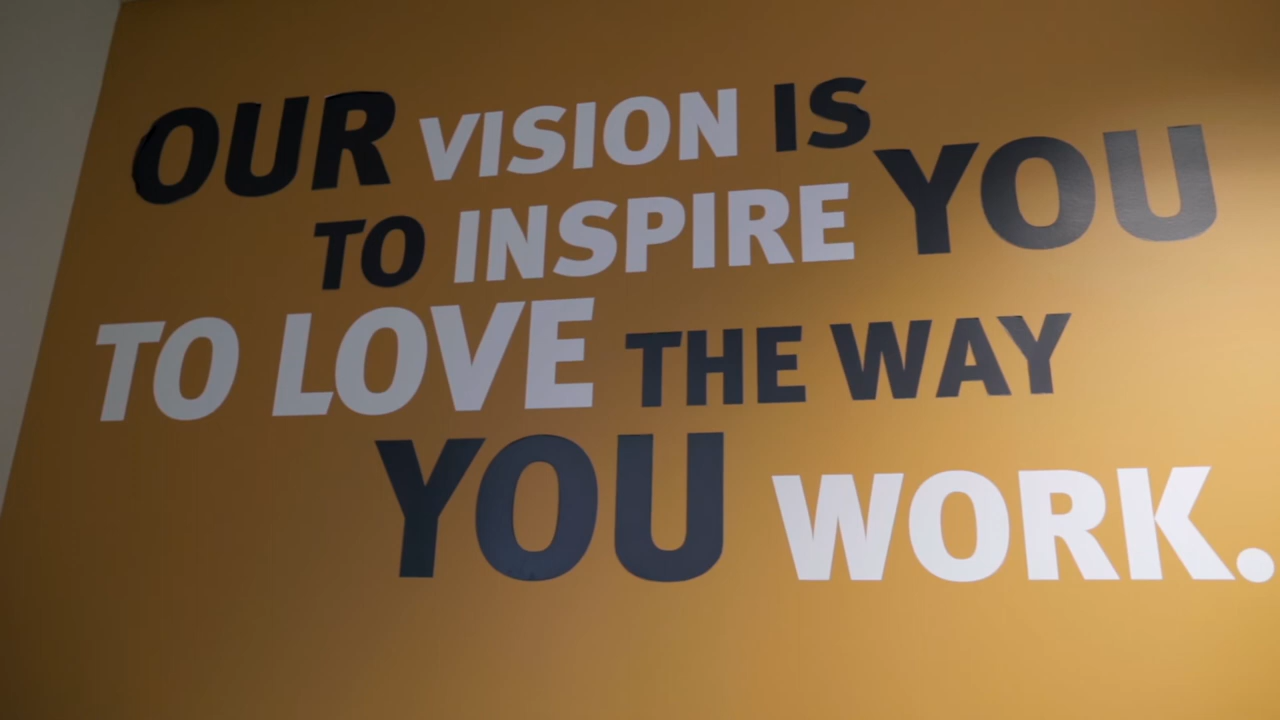 OUR VISION IS
TO INSPIRE YOU
TO LOVE THE WAY
YOU WORK.